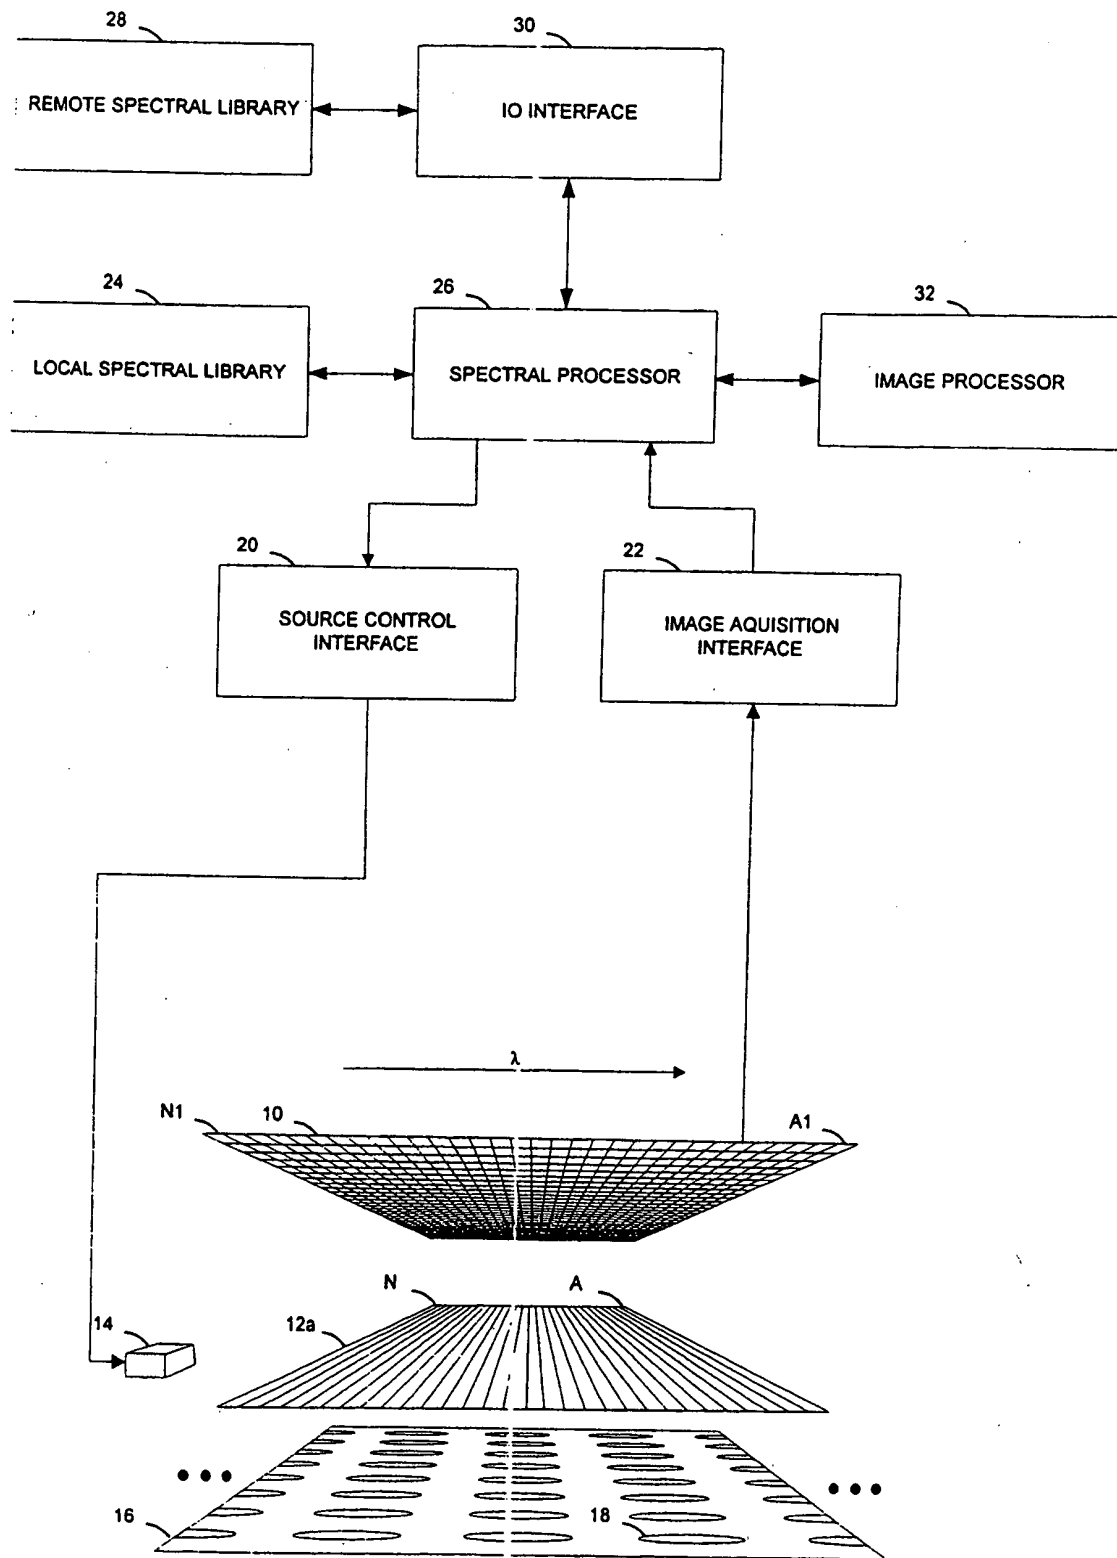 28
30
REMOTE SPECTRAL LIBRARY
IO INTERFACE
24
26
32
LOCAL SPECTRAL LIBRARY
SPECTRAL PROCESSOR
IMAGE PROCESSOR
20
22
SOURCE CONTROL
INTERFACE
IMAGE AQUISITION
INTERFACE
λ
N1
10
A1
N
A
14
12a
16
18